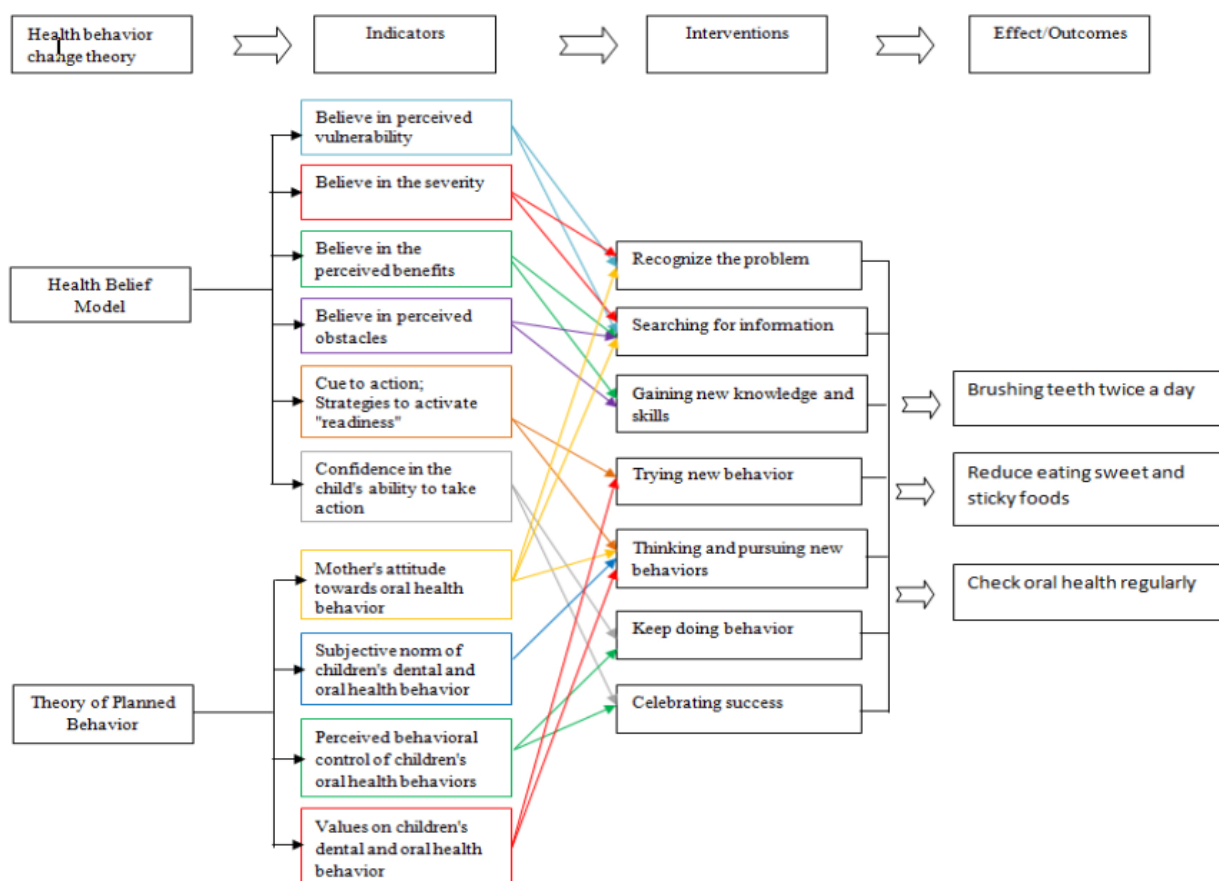 Health behavior
change theory
Indicators
Interventions
Effect/Outcomes
Believe in perceived
vulnerability
Believe in the severity
Believe in the
perceived benefits
Believe in perceived
obstacles
Cue to action;
Strategies to activate
"readiness"
Confidence in the
child's ability to take
action
Mother's attitude
towards oral health
behavior
Subjective norm of
children's dental and
oral health behavior
Perceived behavioral
control of children's
oral health behaviors
Values on children's
dental and oral health
behavior
Health Belief
Model
Theory of Planned
Behavior
Recognize the problem
Searching for information
Gaining new knowledge and
skills
Trying new behavior
Thinking and pursuing new
behaviors
Keep doing behavior
Celebrating success
Brushing teeth twice a day
Reduce eating sweet and
sticky foods
Check oral health regularly